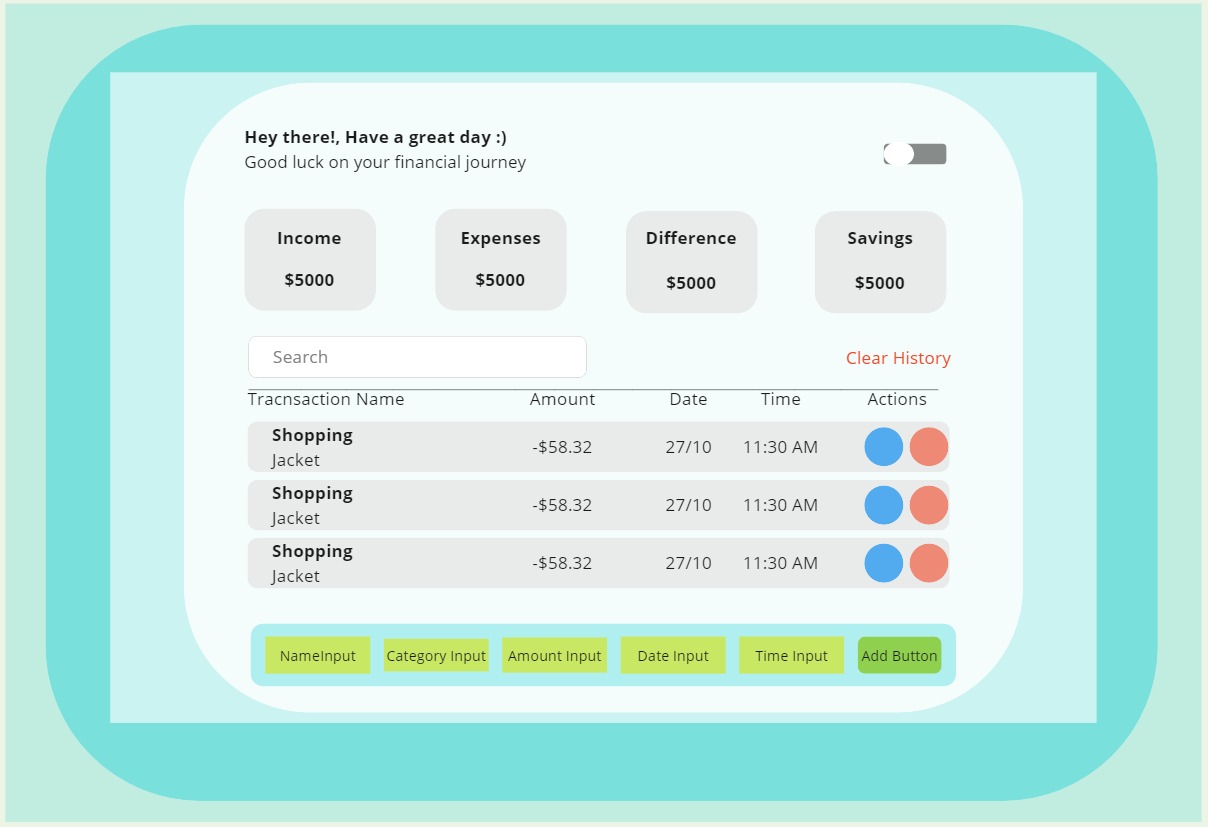 Hey there!, Have a great day :)
Good luck on your financial journey
Income Expenses Difference Savings
$5000 $5000 $5000 $5000
Search Clear History
Tracnsaction Name Amount Date Time Actions
Shopping
-$58.32 27/10 11:30 AM
Jacket
Shopping
-$58.32 27/10 11:30 AM
Jacket
Shopping
-$58.32 27/10 11:30 AM
Jacket
NameInput Category Input Amount Input Date Input Time Input Add Button